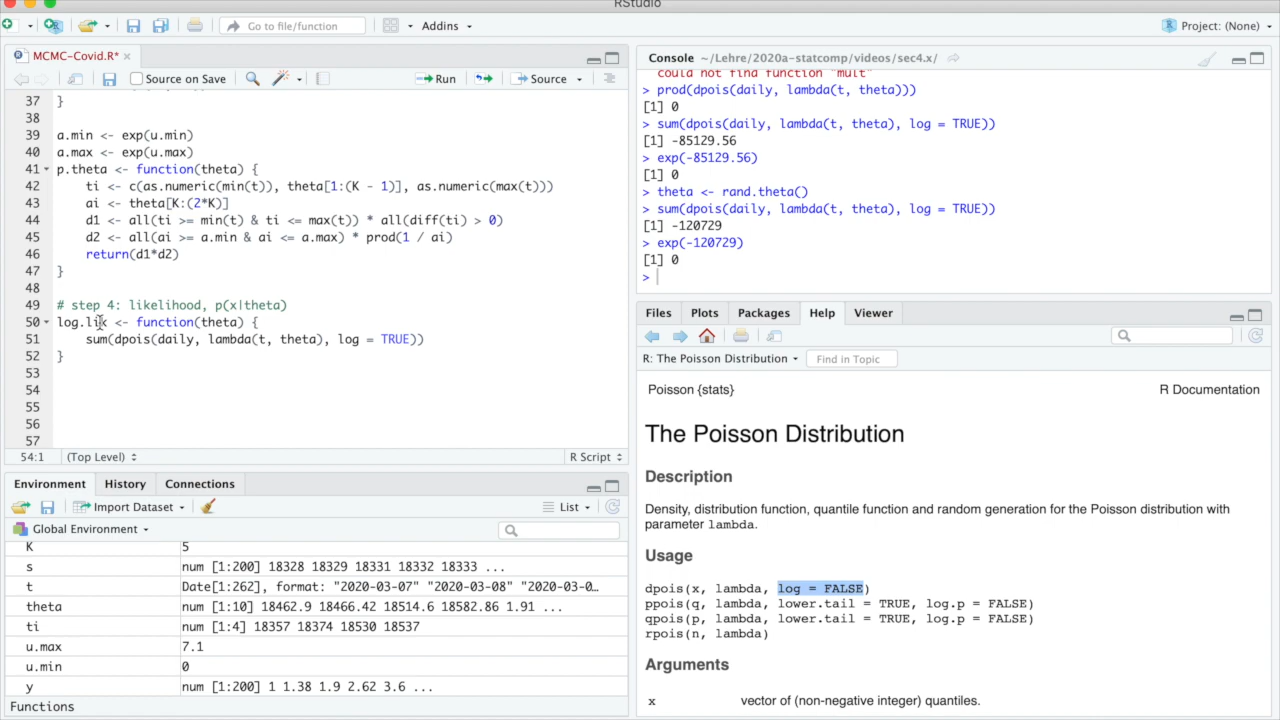 RStudio
Go to file/function
Addins
Project: (None)
MCMC-Covid.R*
Source on Save
Run
Source
37 }
38
39 a.min <- exp(u.min)
40 a.max <- exp(u.max)
41 p.theta <- function(theta) {
42 ti <- c(as.numeric(min(t)), theta[1:(K - 1)], as.numeric(max(t)))
43 ai <- theta[K:(2*K)]
44 d1 <- all(ti >= min(t) & ti <= max(t)) * all(diff(ti) > 0)
45 d2 <- all(ai >= a.min & ai <= a.max) * prod(1 / ai)
46 return(d1*d2)
47 }
48
49 # step 4: likelihood, p(x|theta)
50 log.lik <- function(theta) {
51 sum(dpois(daily, lambda(t, theta), log = TRUE))
52 }
53
54
55
56
57
54:1 (Top Level) R Script
Environment History Connections
Import Dataset List
Global Environment
K 5
s num [1:200] 18328 18329 18331 18332 18333 ...
t Date[1:262], format: "2020-03-07" "2020-03-08" "2020-03-0…
theta num [1:10] 18462.9 18466.42 18514.6 18582.86 1.91 ...
ti num [1:4] 18357 18374 18530 18537
u.max 7.1
u.min 0
y num [1:200] 1 1.38 1.9 2.62 3.6 ...
Functions
Console ~/Lehre/2020a-statcomp/videos/sec4.x/
could not find function "mult"
> prod(dpois(daily, lambda(t, theta)))
[1] 0
> sum(dpois(daily, lambda(t, theta), log = TRUE))
[1] -85129.56
> exp(-85129.56)
[1] 0
> theta <- rand.theta()
> sum(dpois(daily, lambda(t, theta), log = TRUE))
[1] -120729
> exp(-120729)
[1] 0
>
Files Plots Packages Help Viewer
R: The Poisson Distribution Find in Topic
Poisson {stats} R Documentation
The Poisson Distribution
Description
Density, distribution function, quantile function and random generation for the Poisson distribution with
parameter lambda.
Usage
dpois(x, lambda, log = FALSE)
ppois(q, lambda, lower.tail = TRUE, log.p = FALSE)
qpois(p, lambda, lower.tail = TRUE, log.p = FALSE)
rpois(n, lambda)
Arguments
x vector of (non-negative integer) quantiles.